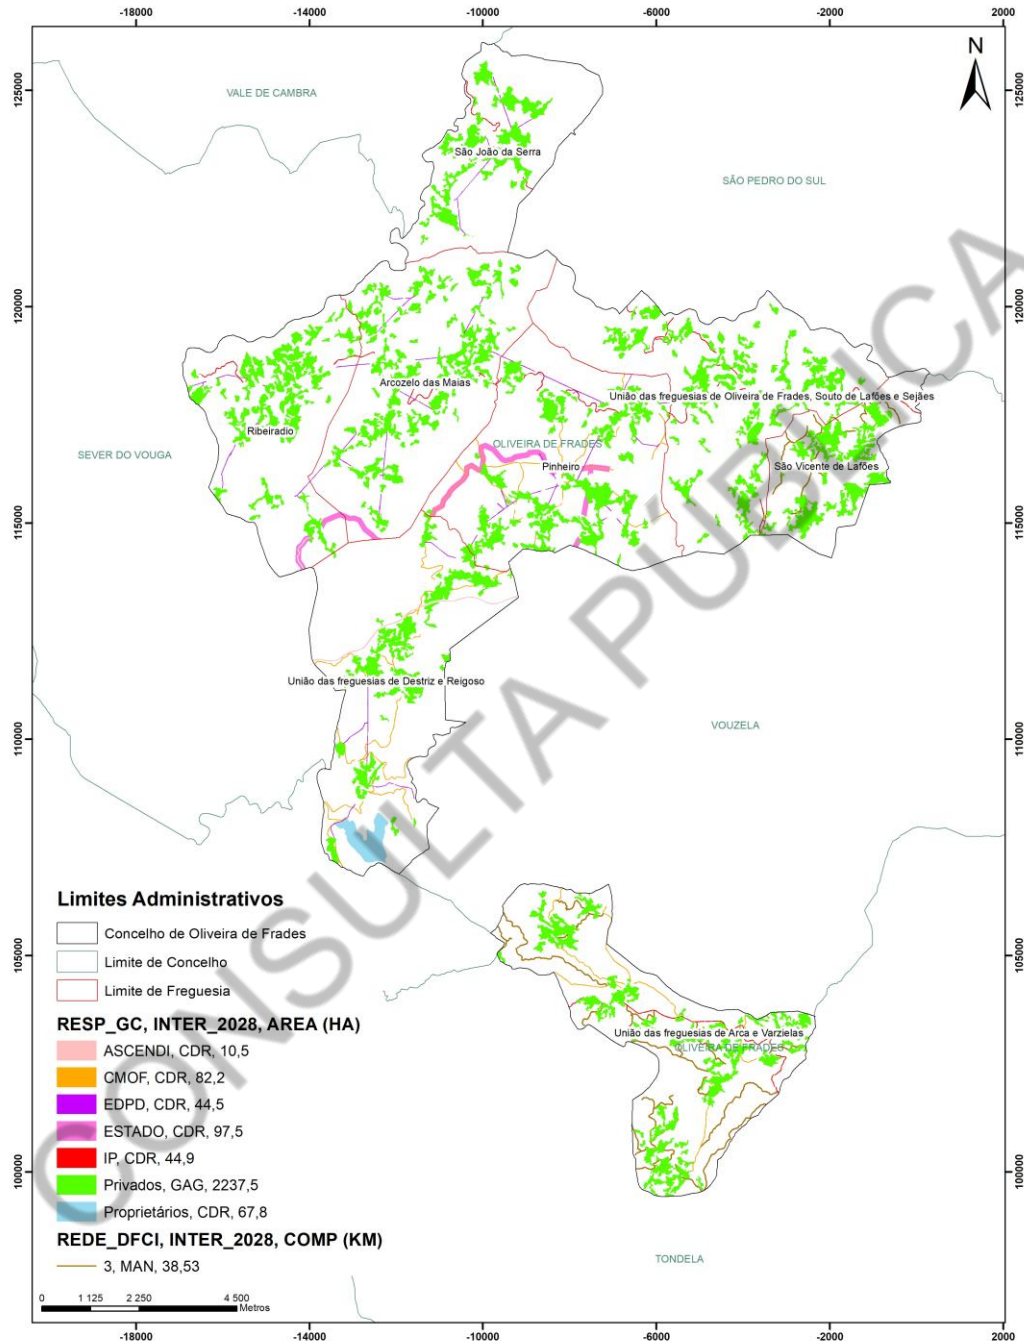 -18000 -14000 -10000 -6000 -2000 2000
N
125000 125000
VALE DE CAMBRA
São João da Serra
SÃO PEDRO DO SUL
120000 120000
Arcozelo das Maias
União das freguesias de Oliveira de Frades, Souto de Lafões e Sejães
Ribeiradio
OLIVEIRA DE FRADES
SEVER DO VOUGA
Pinheiro
São Vicente de Lafões
115000 115000
CONSULTA PÚBLICA
União das freguesias de Destriz e Reigoso
VOUZELA
110000 110000
Limites Administrativos
Concelho de Oliveira de Frades
Limite de Concelho
Limite de Freguesia
105000 105000
RESP_GC, INTER_2028, AREA (HA)
ASCENDI, CDR, 10,5
CMOF, CDR, 82,2
EDPD, CDR, 44,5
ESTADO, CDR, 97,5
IP, CDR, 44,9
Privados, GAG, 2237,5
Proprietários, CDR, 67,8
REDE_DFCI, INTER_2028, COMP (KM)
3, MAN, 38,53
União das freguesias de Arca e Varzielas
OLIVEIRA DE FRADES
100000 100000
TONDELA
0 1 125 2 250 4 500
Metros
-18000 -14000 -10000 -6000 -2000 2000